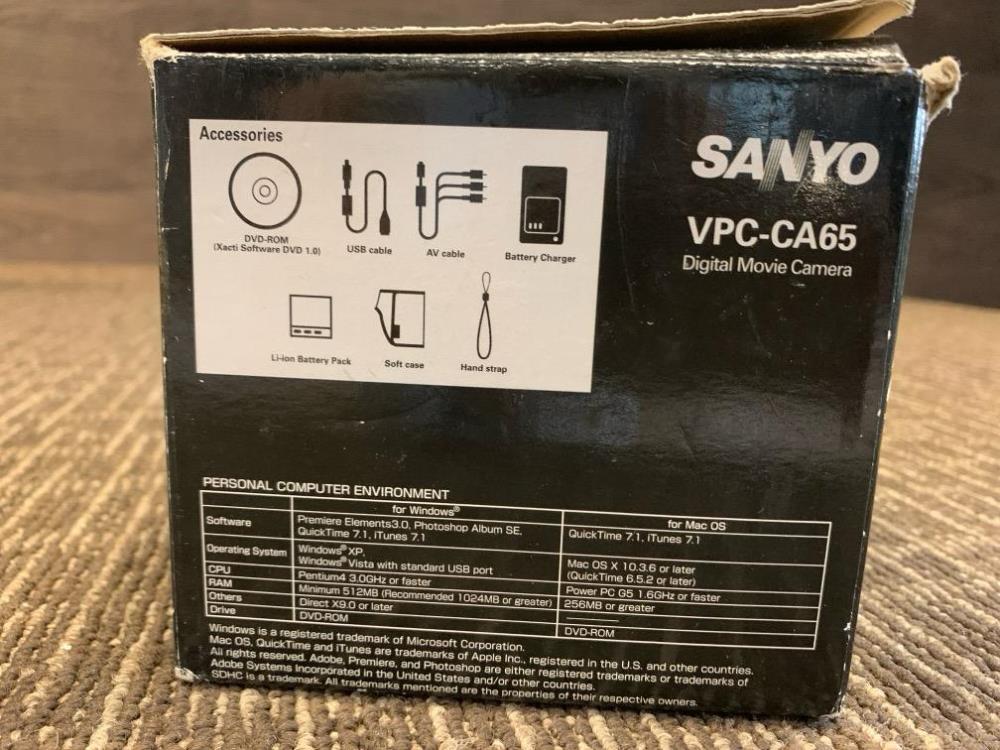 Accessories
DVD-ROM
(Xacti Software DVD 1.0)
USB cable
AV cable
Battery Charger
Li-ion Battery Pack
Soft case
Hand strap
SANYO
VPC-CA65
Digital Movie Camera
PERSONAL COMPUTER ENVIRONMENT
for Windows®
for Mac OS
Software
Premiere Elements3.0, Photoshop Album SE,
QuickTime 7.1, iTunes 7.1
QuickTime 7.1, iTunes 7.1
Operating System
Windows® XP,
Windows® Vista with standard USB port
Mac OS X 10.3.6 or later
(QuickTime 6.5.2 or later)
CPU
Pentium4 3.0GHz or faster
Power PC G5 1.6GHz or faster
RAM
Minimum 512MB (Recommended 1024MB or greater)
256MB or greater
Others
Direct X9.0 or later
Drive
DVD-ROM
DVD-ROM
Windows is a registered trademark of Microsoft Corporation.
Mac OS, QuickTime and iTunes are trademarks of Apple Inc., registered in the U.S. and other countries.
All rights reserved. Adobe, Premiere, and Photoshop are either registered trademarks or trademarks of
Adobe Systems Incorporated in the United States and/or other countries.
SDHC is a trademark. All trademarks mentioned are the properties of their respective owners.